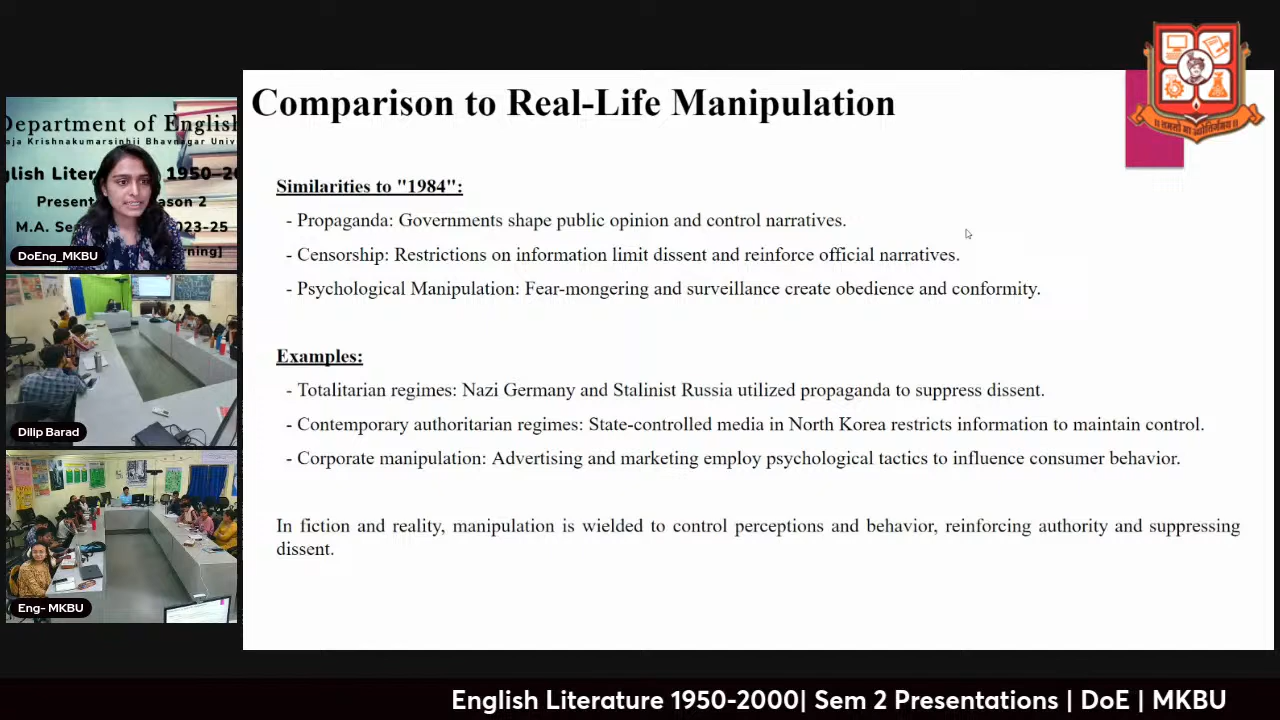 Comparison to Real-Life Manipulation
Similarities to "1984":
- Propaganda: Governments shape public opinion and control narratives.
- Censorship: Restrictions on information limit dissent and reinforce official narratives.
- Psychological Manipulation: Fear-mongering and surveillance create obedience and conformity.
Examples:
- Totalitarian regimes: Nazi Germany and Stalinist Russia utilized propaganda to suppress dissent.
- Contemporary authoritarian regimes: State-controlled media in North Korea restricts information to maintain control.
- Corporate manipulation: Advertising and marketing employ psychological tactics to influence consumer behavior.
In fiction and reality, manipulation is wielded to control perceptions and behavior, reinforcing authority and suppressing
dissent.
Department of English
aja Krishnakumarsinhji Bhavnagar Univ
glish Liter 1950–20
Present ason 2
M.A. Se 023-25
DoEng_MKBU
Dilip Barad
Eng- MKBU
English Literature 1950-2000| Sem 2 Presentations | DoE | MKBU